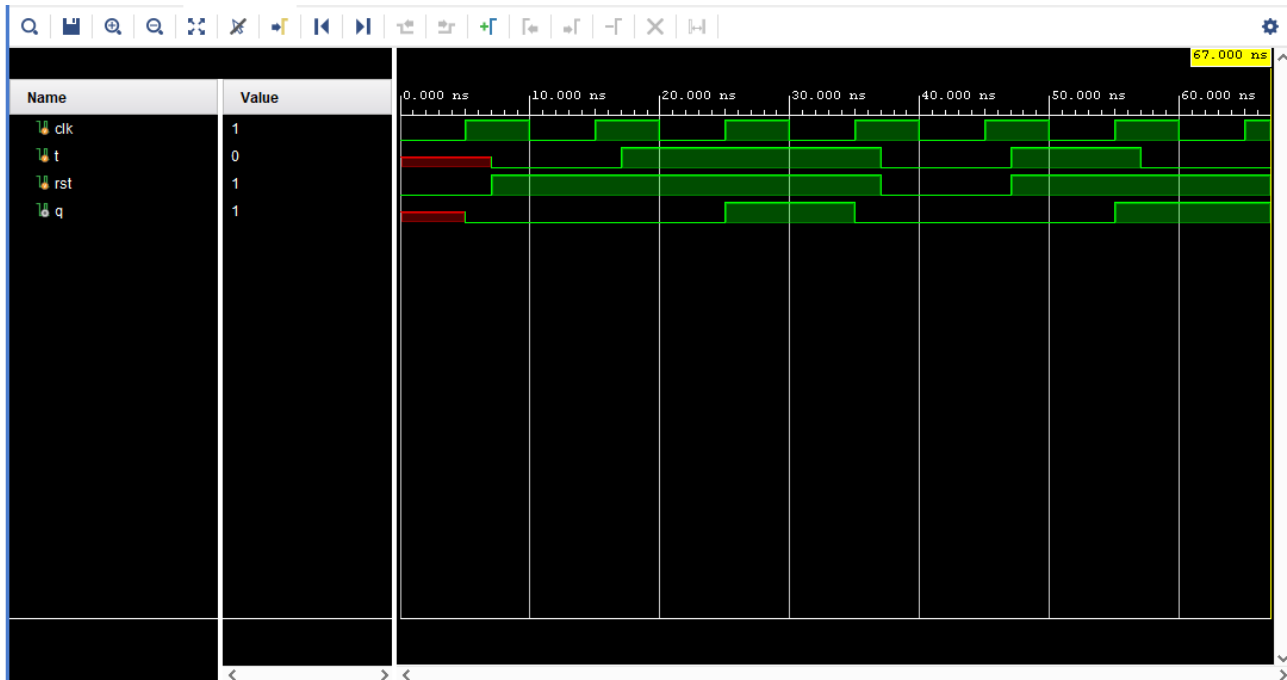 67.000 ns
Name Value
0.000 ns 10.000 ns 20.000 ns 30.000 ns 40.000 ns 50.000 ns 60.000 ns
clk 1
t 0
rst 1
q 1